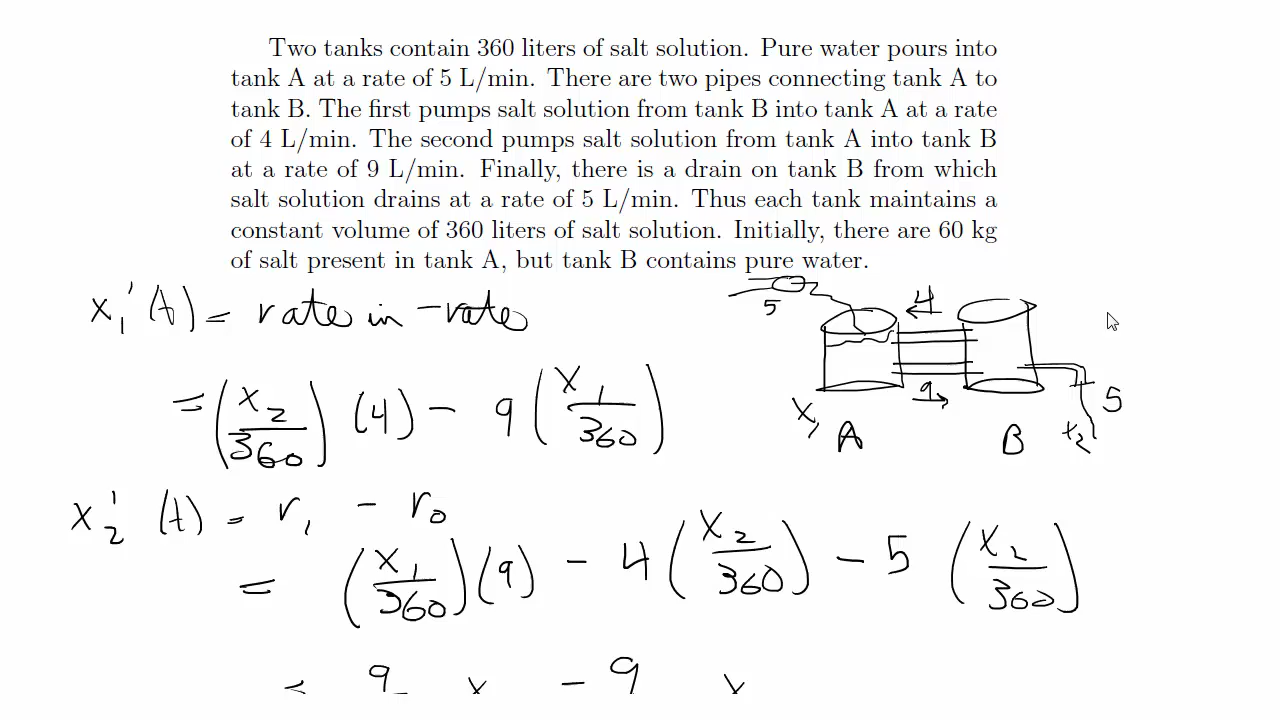 Two tanks contain 360 liters of salt solution. Pure water pours into
tank A at a rate of 5 L/min. There are two pipes connecting tank A to
tank B. The first pumps salt solution from tank B into tank A at a rate
of 4 L/min. The second pumps salt solution from tank A into tank B
at a rate of 9 L/min. Finally, there is a drain on tank B from which
salt solution drains at a rate of 5 L/min. Thus each tank maintains a
constant volume of 360 liters of salt solution. Initially, there are 60 kg
of salt present in tank A, but tank B contains pure water.
x₁'(t) = rate in - rate
= (x₂/360) (4) - 9 (x₁/360)
5
4
9
5
x₁ A B x₂
x₂'(t) = r₁ - r₀
= (x₁/360)(9) - 4 (x₂/360) - 5 (x₂/360)
9 x - 9 x